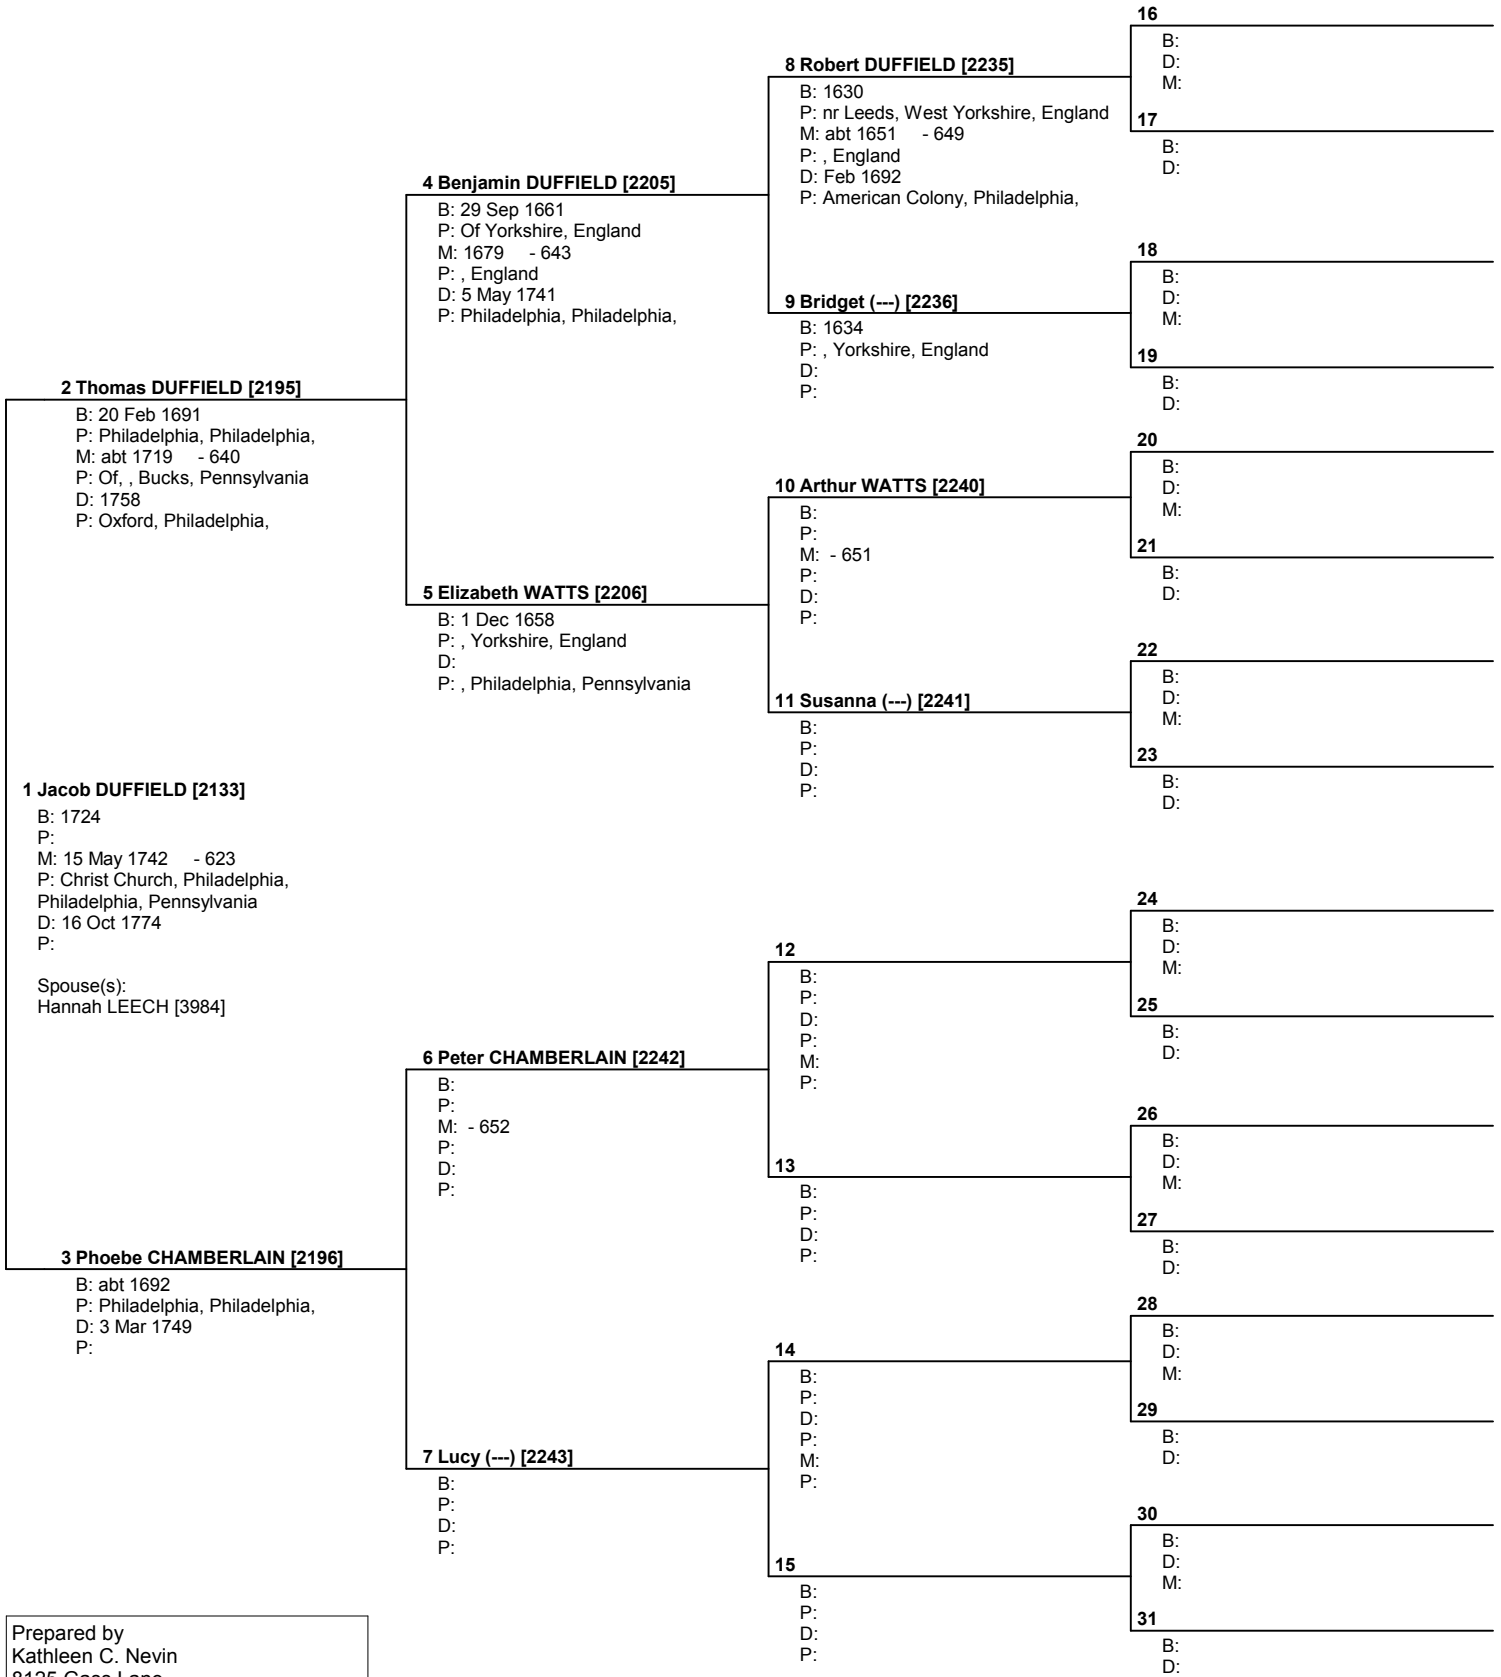 1 Jacob DUFFIELD [2133]
B: 1724
P:
M: 15 May 1742 - 623
P: Christ Church, Philadelphia,
Philadelphia, Pennsylvania
D: 16 Oct 1774
P:
Spouse(s):
Hannah LEECH [3984]
2 Thomas DUFFIELD [2195]
B: 20 Feb 1691
P: Philadelphia, Philadelphia,
M: abt 1719 - 640
P: Of, , Bucks, Pennsylvania
D: 1758
P: Oxford, Philadelphia,
3 Phoebe CHAMBERLAIN [2196]
B: abt 1692
P: Philadelphia, Philadelphia,
D: 3 Mar 1749
P:
4 Benjamin DUFFIELD [2205]
B: 29 Sep 1661
P: Of Yorkshire, England
M: 1679 - 643
P: , England
D: 5 May 1741
P: Philadelphia, Philadelphia,
5 Elizabeth WATTS [2206]
B: 1 Dec 1658
P: , Yorkshire, England
D:
P: , Philadelphia, Pennsylvania
6 Peter CHAMBERLAIN [2242]
B:
P:
M: - 652
P:
D:
P:
7 Lucy (---) [2243]
B:
P:
D:
P:
8 Robert DUFFIELD [2235]
B: 1630
P: nr Leeds, West Yorkshire, England
M: abt 1651 - 649
P: , England
D: Feb 1692
P: American Colony, Philadelphia,
9 Bridget (---) [2236]
B: 1634
P: , Yorkshire, England
D:
P:
10 Arthur WATTS [2240]
B:
P:
M: - 651
P:
D:
P:
11 Susanna (---) [2241]
B:
P:
D:
P:
12
B:
P:
D:
P:
M:
P:
13
B:
P:
D:
P:
14
B:
P:
D:
P:
M:
P:
15
B:
P:
D:
P:
16
B:
D:
M:
17
B:
D:
18
B:
D:
M:
19
B:
D:
20
B:
D:
M:
21
B:
D:
22
B:
D:
M:
23
B:
D:
24
B:
D:
M:
25
B:
D:
26
B:
D:
M:
27
B:
D:
28
B:
D:
M:
29
B:
D:
30
B:
D:
M:
31
B:
D:
Prepared by
Kathleen C. Nevin